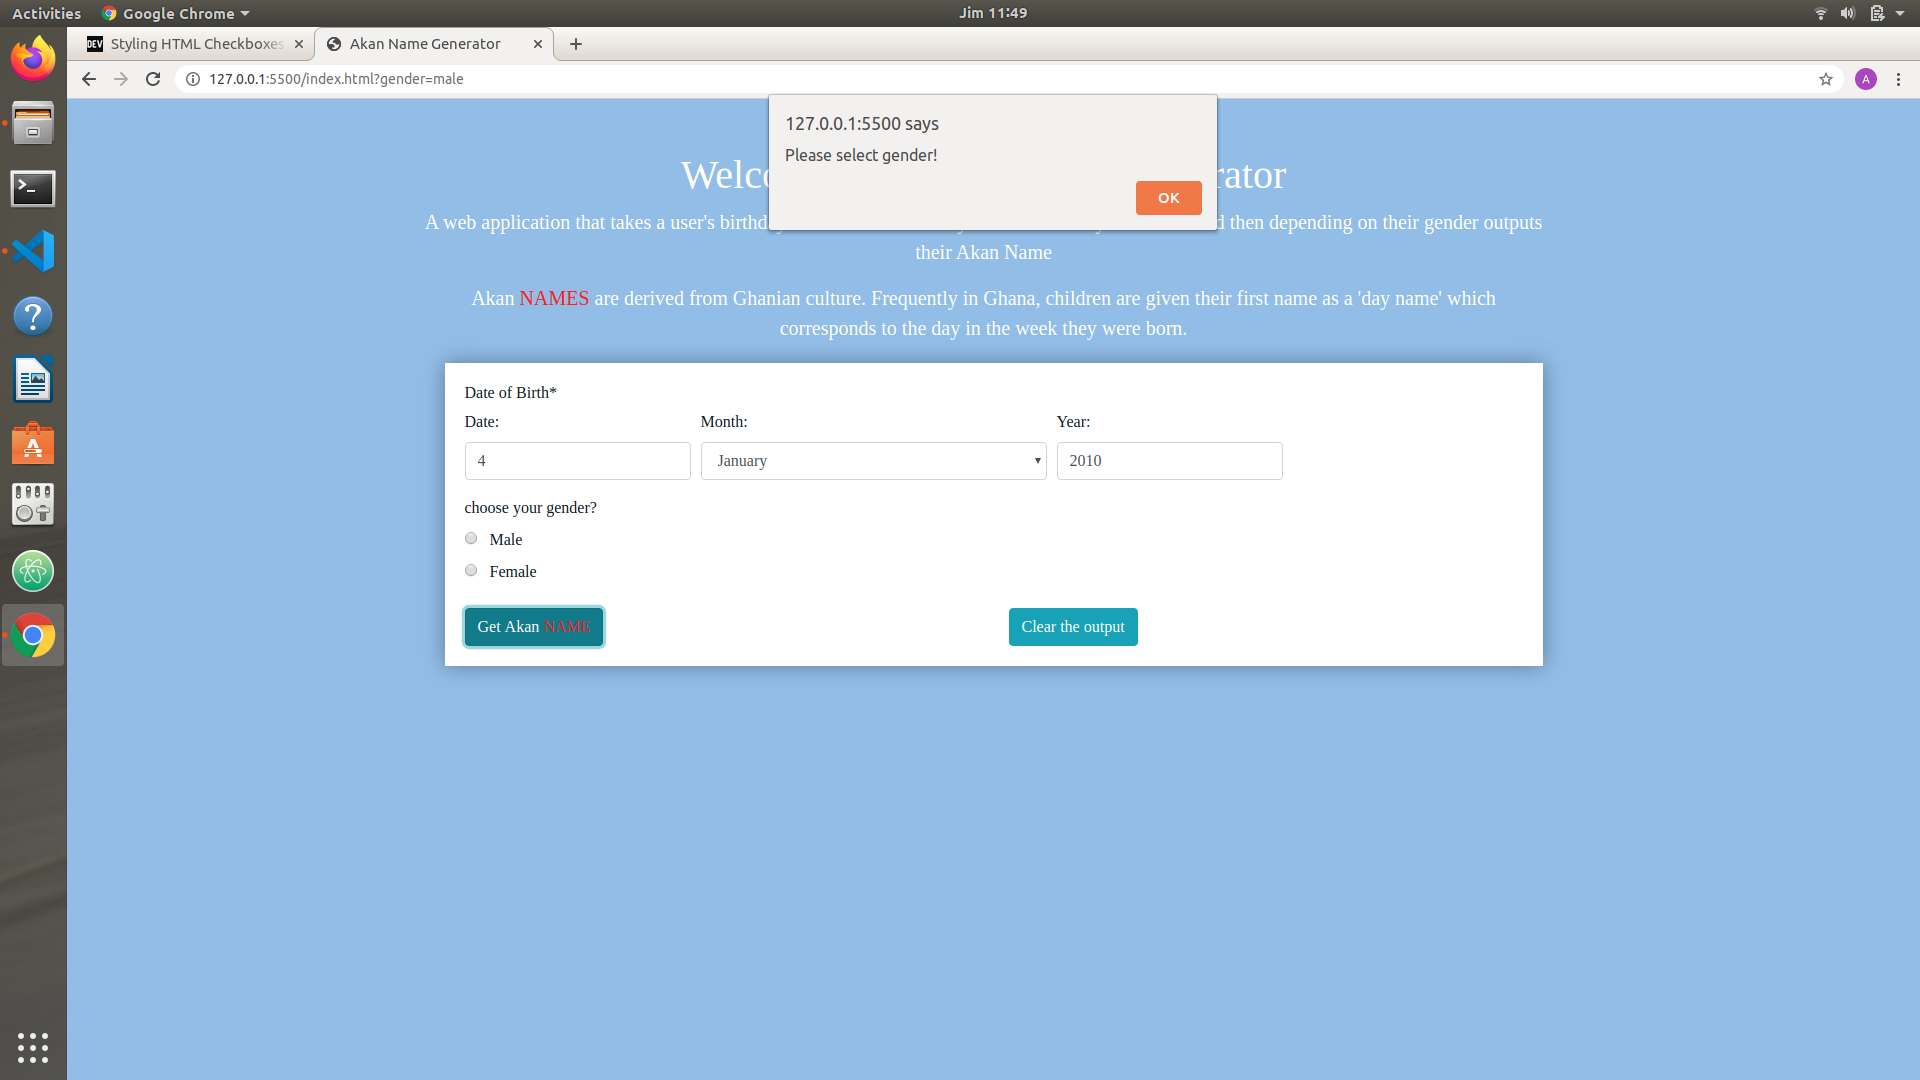 Activities
Google Chrome
Jim 11:49
DEV Styling HTML Checkboxes
Akan Name Generator
127.0.0.1:5500/index.html?gender=male
A
127.0.0.1:5500 says
Please select gender!
OK
A web application that takes a user's then depending on their gender outputs
their Akan Name
Akan NAMES are derived from Ghanian culture. Frequently in Ghana, children are given their first name as a 'day name' which
corresponds to the day in the week they were born.
Date of Birth*
Date: Month: Year:
4 January 2010
choose your gender?
Male
Female
Get Akan NAME Clear the output